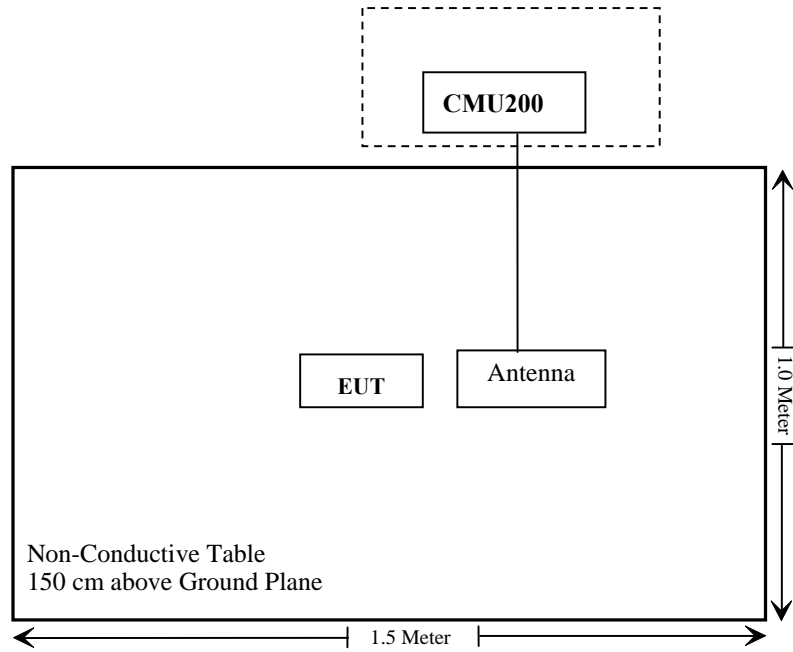 CMU200
EUT
Antenna
1.0 Meter
Non-Conductive Table
150 cm above Ground Plane
1.5 Meter